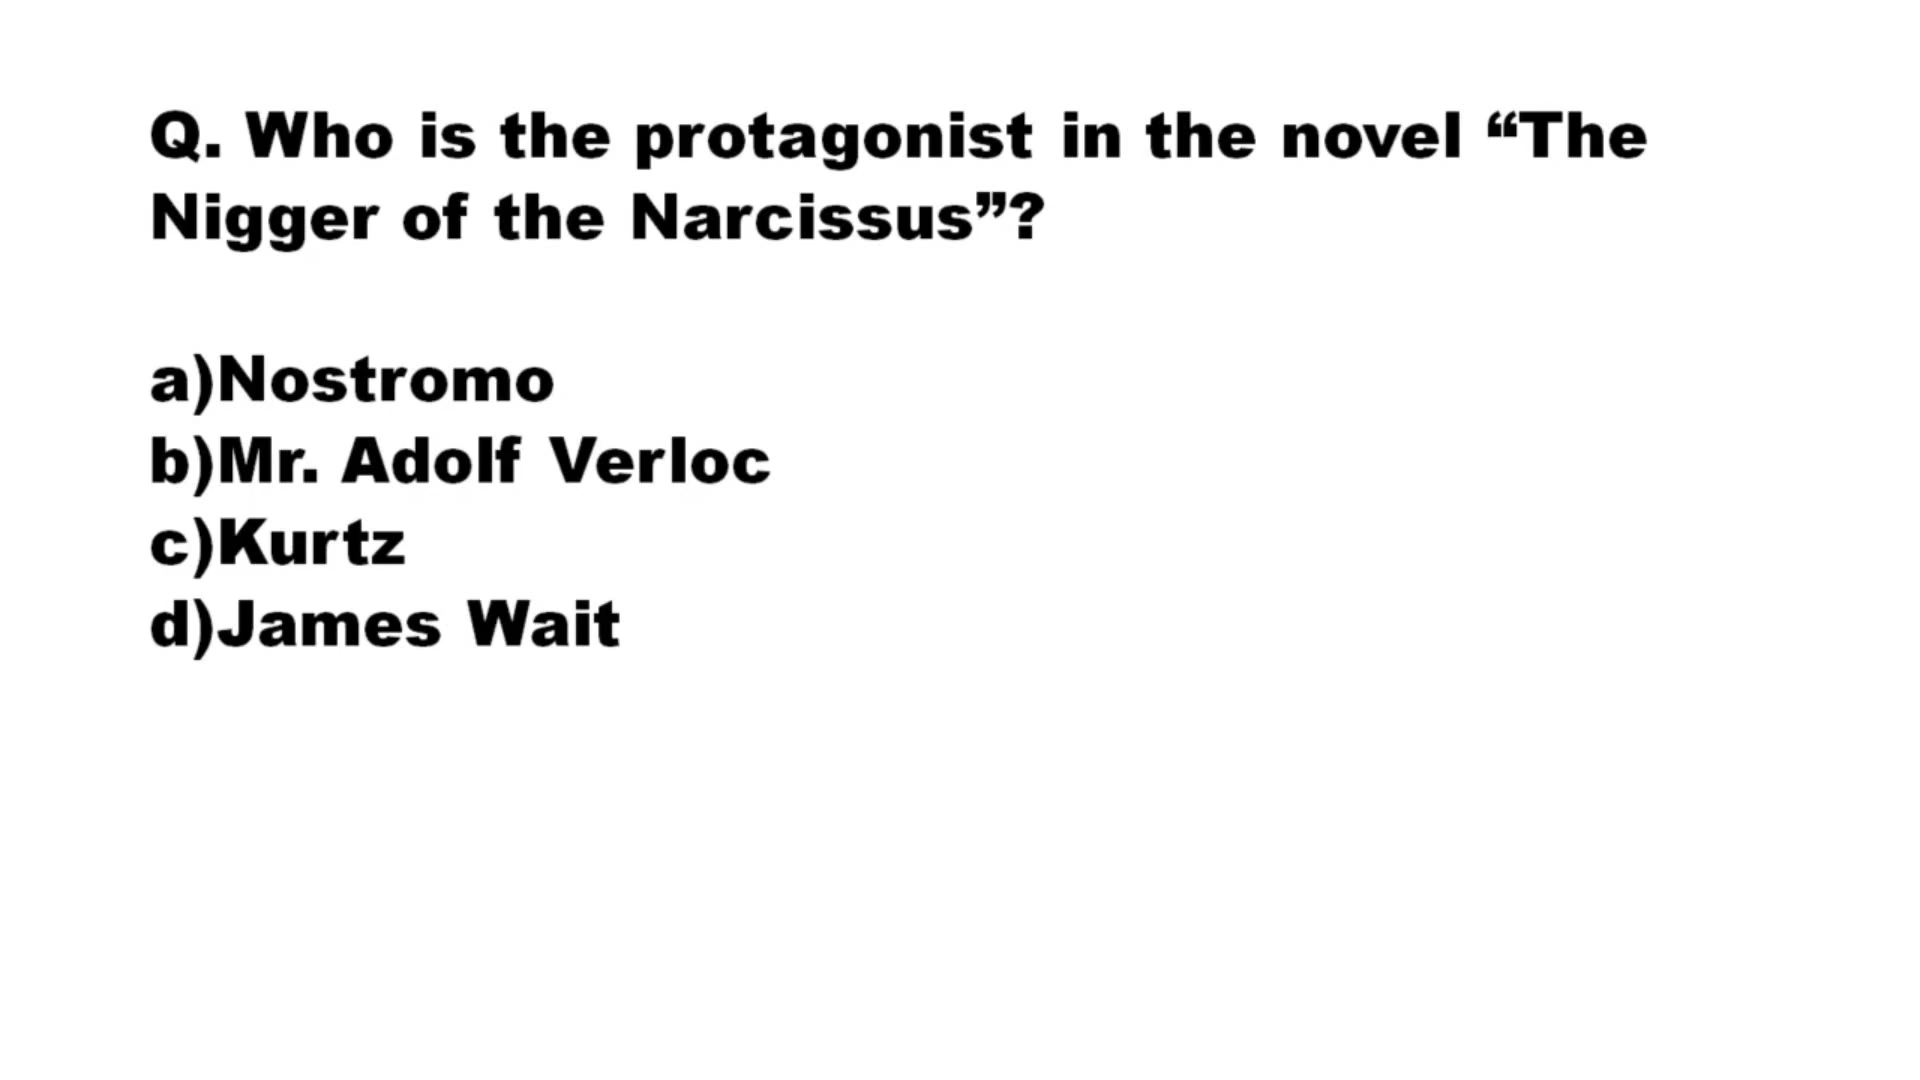 Q. Who is the protagonist in the novel “The
Nigger of the Narcissus”?
a)Nostromo
b)Mr. Adolf Verloc
c)Kurtz
d)James Wait